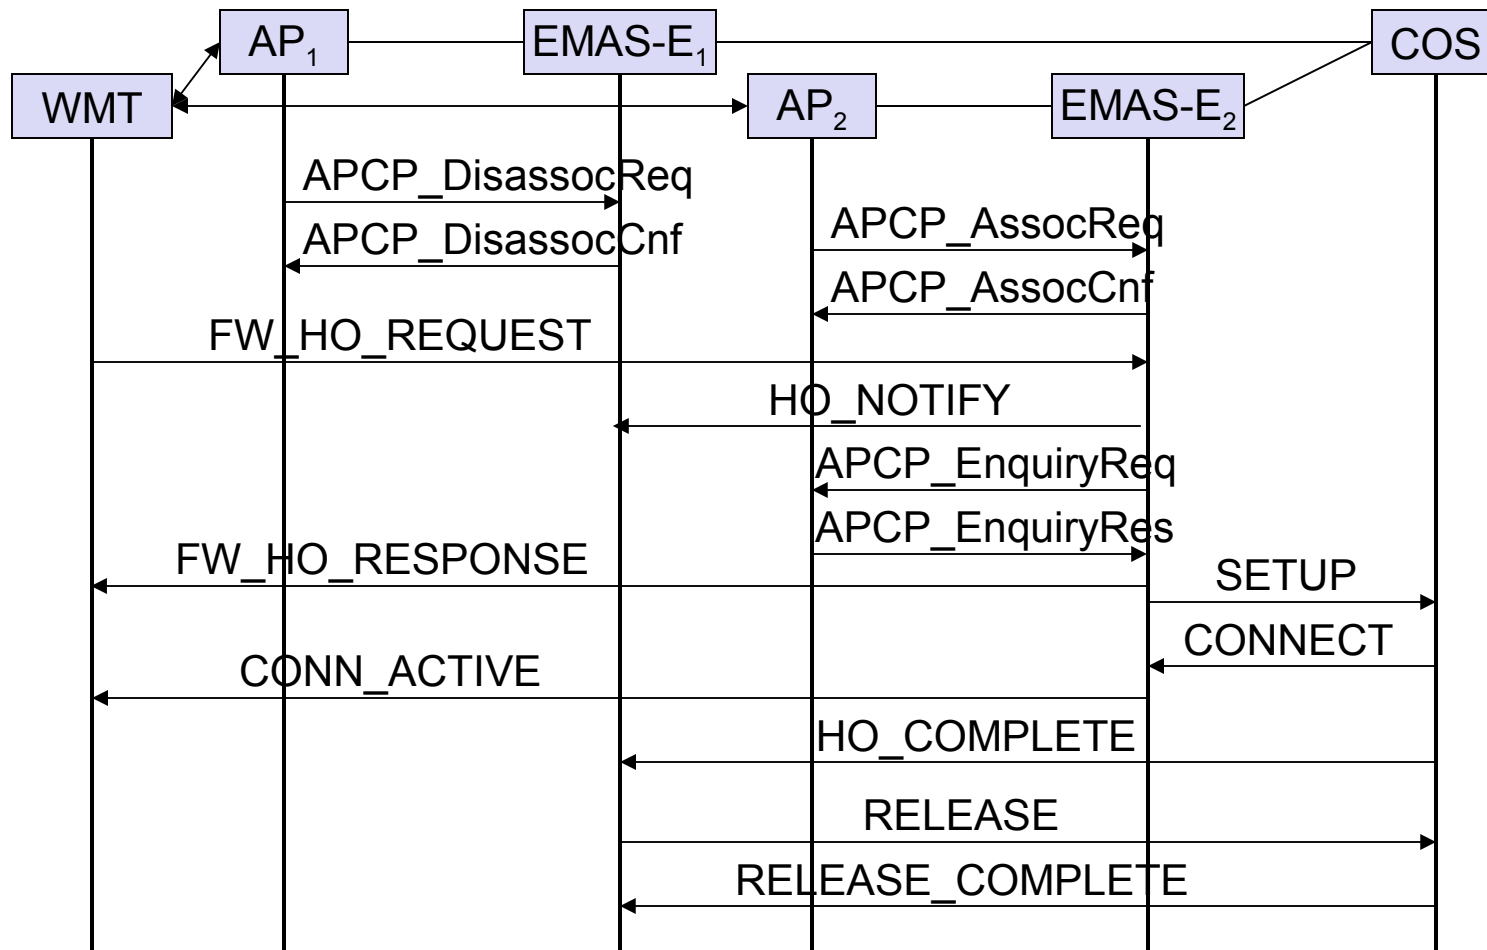 AP₁
EMAS-E₁
COS
WMT
AP₂
EMAS-E₂
APCP_DisassocReq
APCP_AssocReq
APCP_DisassocCnf
APCP_AssocCnf
FW_HO_REQUEST
HO_NOTIFY
APCP_EnquiryReq
APCP_EnquiryRes
FW_HO_RESPONSE
SETUP
CONNECT
CONN_ACTIVE
HO_COMPLETE
RELEASE
RELEASE_COMPLETE